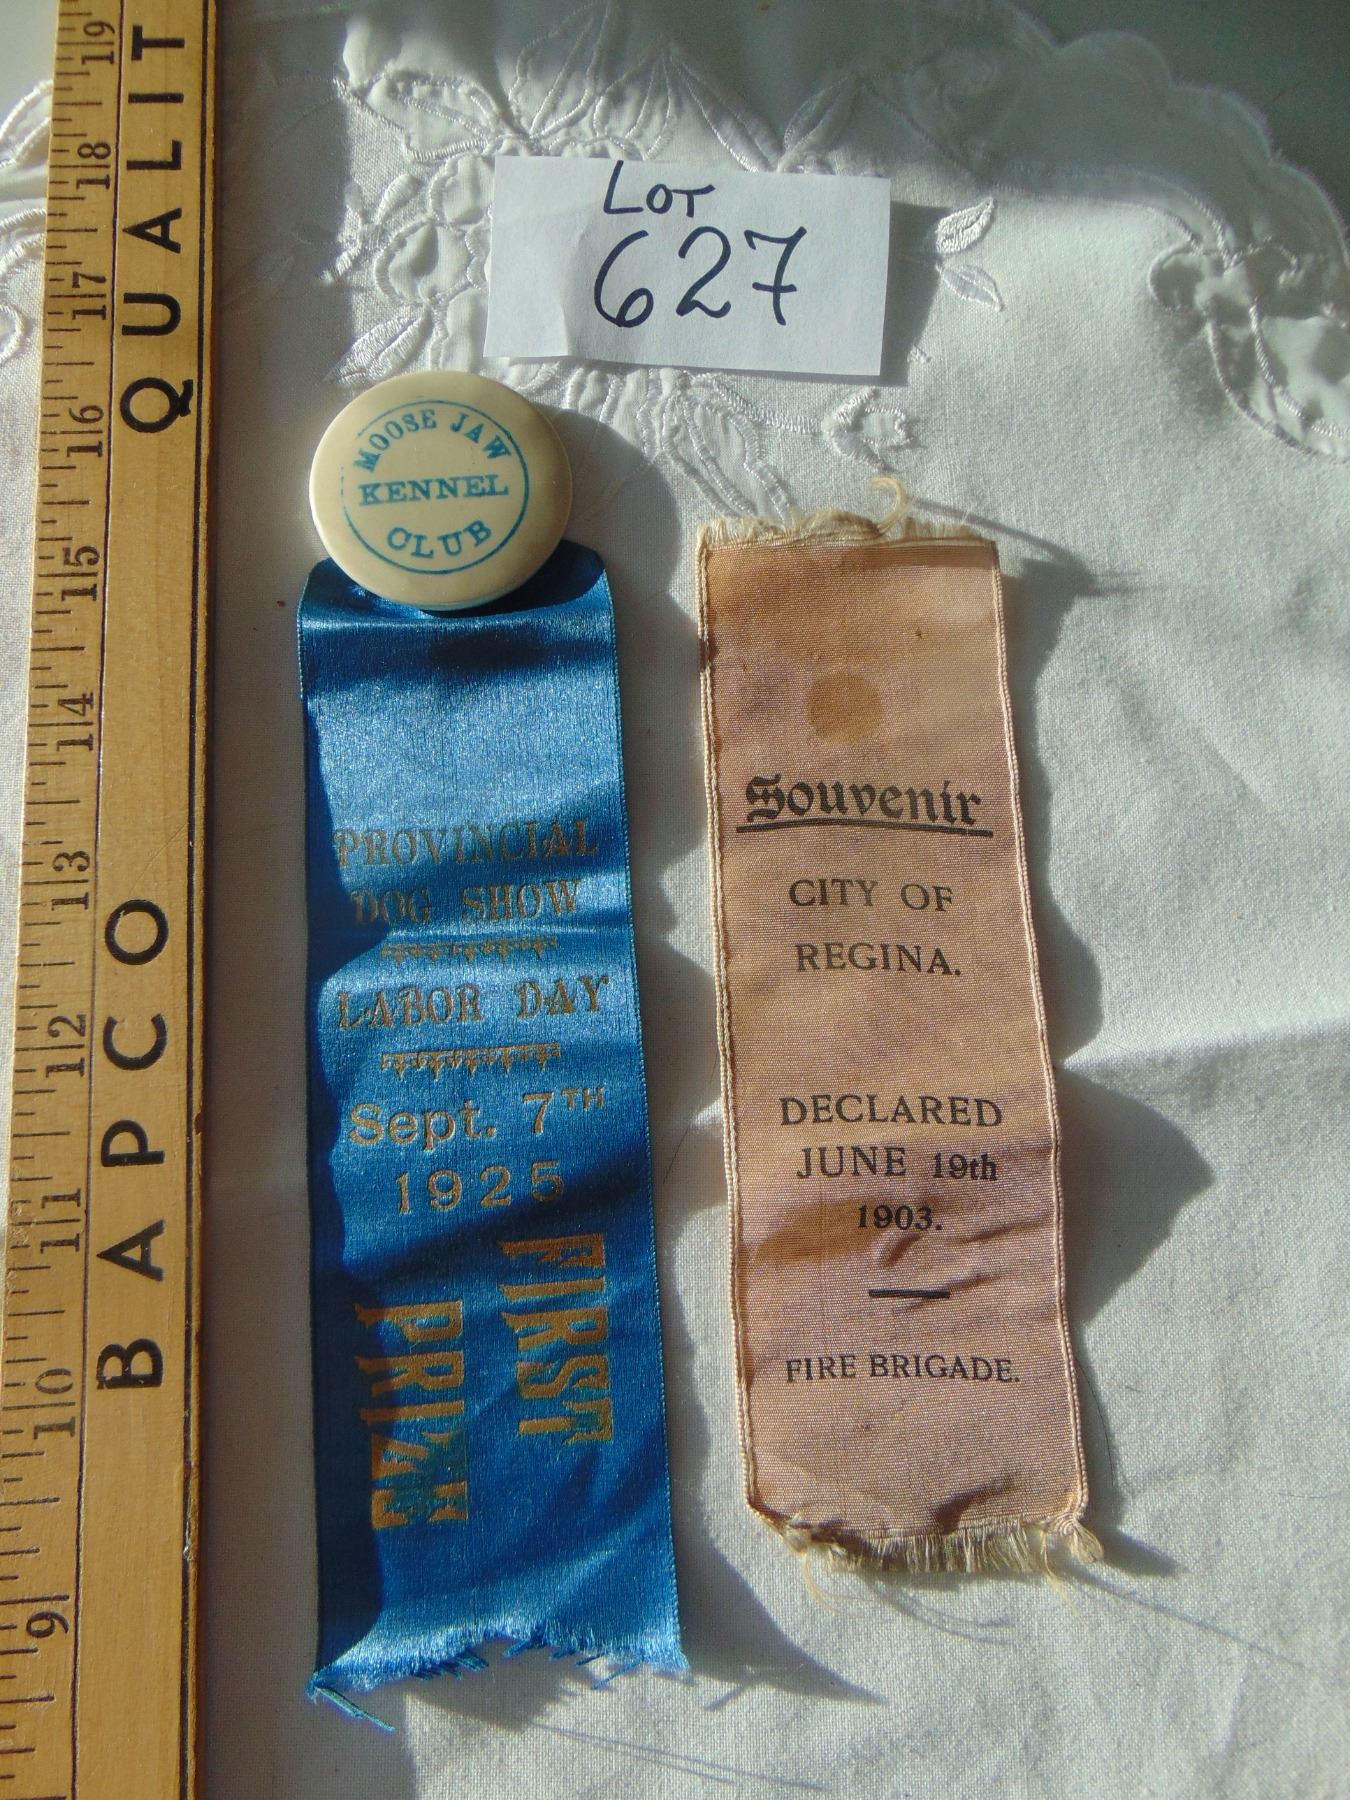 LOT
627
MOOSE JAW
KENNEL
CLUB
PROVINCIAL
DOG SHOW
LABOR DAY
Sept. 7TH
1925
FIRST
PRIZE
Souvenir
CITY OF
REGINA.
DECLARED
JUNE 19th
1903.
FIRE BRIGADE.
BAPCO QUALIT
9 10 11 12 13 14 15 16 17 18 19